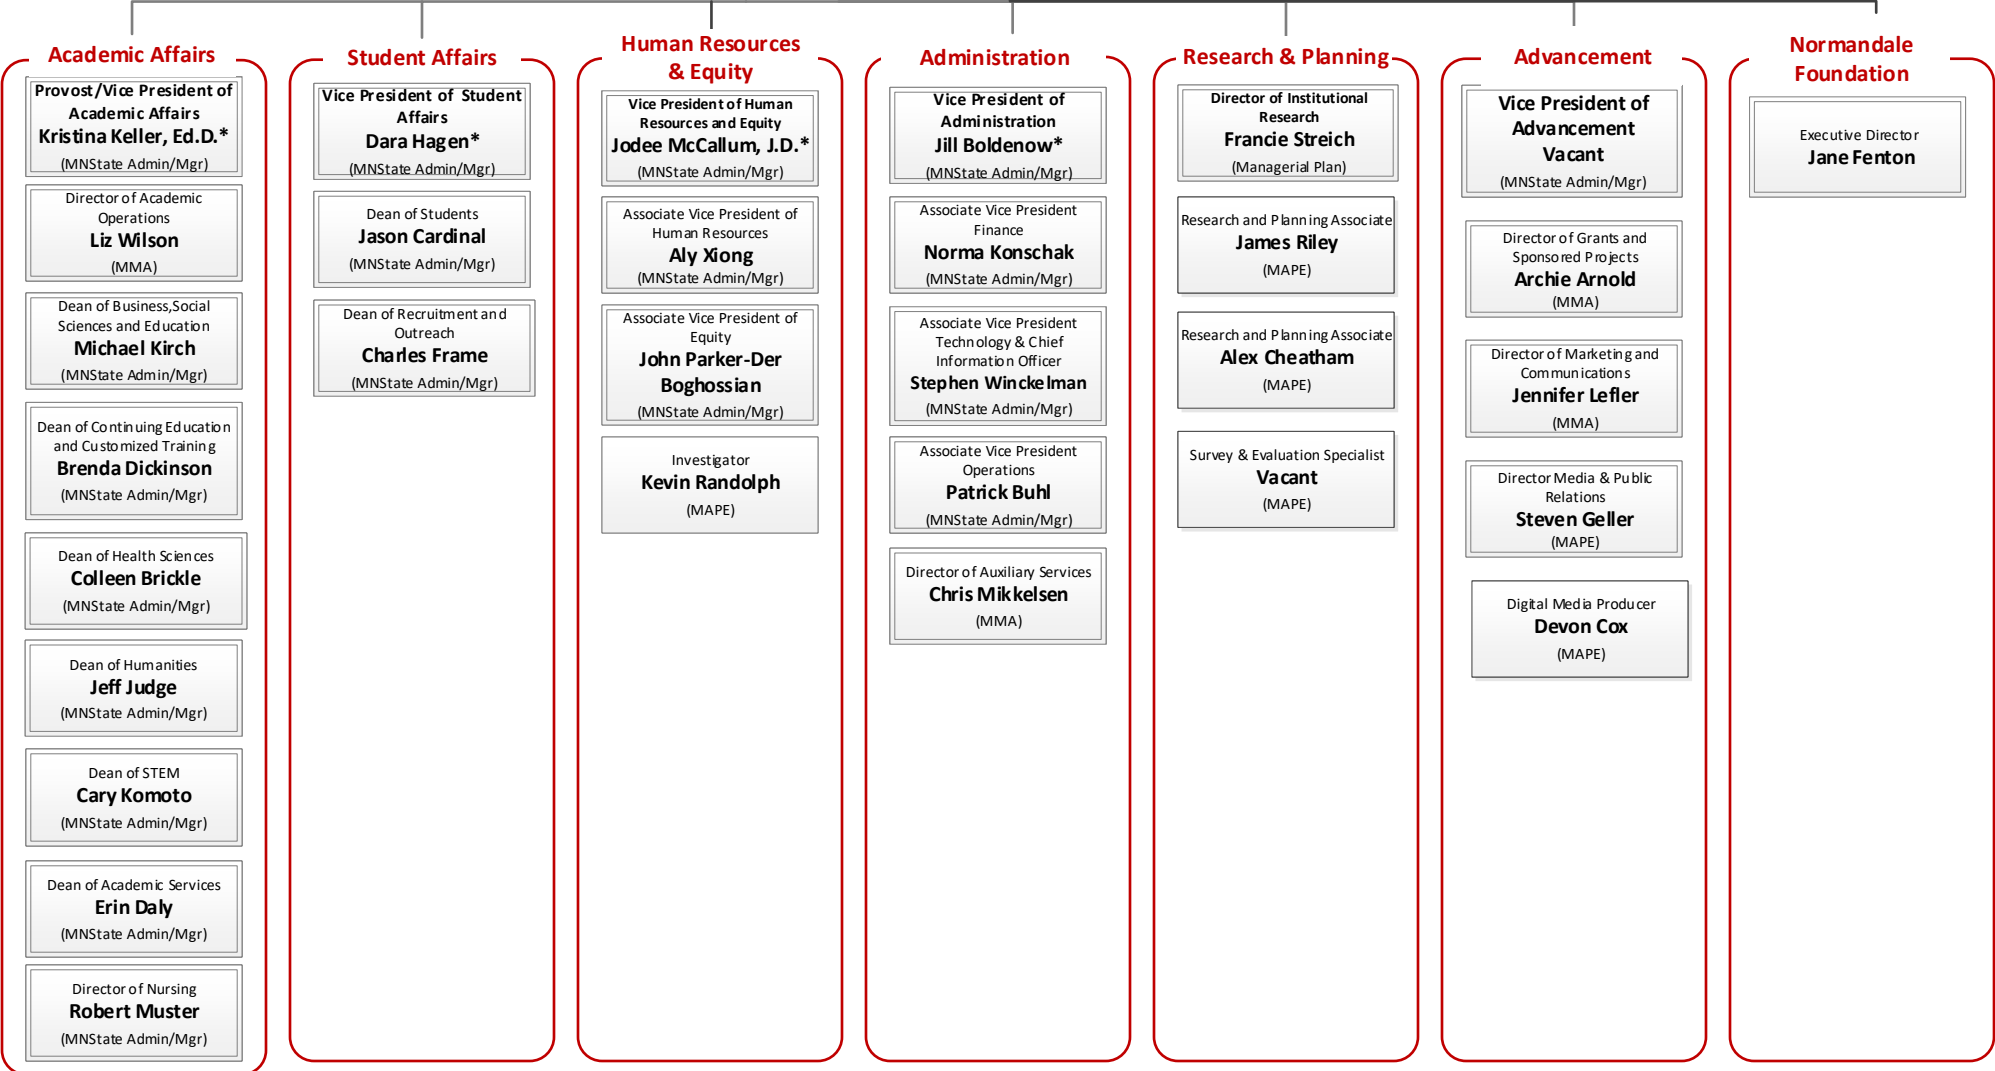 Academic Affairs
Provost/Vice President of
Academic Affairs
Kristina Keller, Ed.D.*
(MNState Admin/Mgr)
Director of Academic
Operations
Liz Wilson
(MMA)
Dean of Business,Social
Sciences and Education
Michael Kirch
(MNState Admin/Mgr)
Dean of Continuing Education
and Customized Training
Brenda Dickinson
(MNState Admin/Mgr)
Dean of Health Sciences
Colleen Brickle
(MNState Admin/Mgr)
Dean of Humanities
Jeff Judge
(MNState Admin/Mgr)
Dean of STEM
Cary Komoto
(MNState Admin/Mgr)
Dean of Academic Services
Erin Daly
(MNState Admin/Mgr)
Director of Nursing
Robert Muster
(MNState Admin/Mgr)
Student Affairs
Vice President of Student
Affairs
Dara Hagen*
(MNState Admin/Mgr)
Dean of Students
Jason Cardinal
(MNState Admin/Mgr)
Dean of Recruitment and
Outreach
Charles Frame
(MNState Admin/Mgr)
Human Resources
& Equity
Vice President of Human
Resources and Equity
Jodee McCallum, J.D.*
(MNState Admin/Mgr)
Associate Vice President of
Human Resources
Aly Xiong
(MNState Admin/Mgr)
Associate Vice President of
Equity
John Parker-Der
Boghossian
(MNState Admin/Mgr)
Investigator
Kevin Randolph
(MAPE)
Administration
Vice President of
Administration
Jill Boldenow*
(MNState Admin/Mgr)
Associate Vice President
Finance
Norma Konschak
(MNState Admin/Mgr)
Associate Vice President
Technology & Chief
Information Officer
Stephen Winckelman
(MNState Admin/Mgr)
Associate Vice President
Operations
Patrick Buhl
(MNState Admin/Mgr)
Director of Auxiliary Services
Chris Mikkelsen
(MMA)
Research & Planning
Director of Institutional
Research
Francie Streich
(Managerial Plan)
Research and Planning Associate
James Riley
(MAPE)
Research and Planning Associate
Alex Cheatham
(MAPE)
Survey & Evaluation Specialist
Vacant
(MAPE)
Advancement
Vice President of
Advancement
Vacant
(MNState Admin/Mgr)
Director of Grants and
Sponsored Projects
Archie Arnold
(MMA)
Director of Marketing and
Communications
Jennifer Lefler
(MMA)
Director Media & Public
Relations
Steven Geller
(MAPE)
Digital Media Producer
Devon Cox
(MAPE)
Normandale
Foundation
Executive Director
Jane Fenton